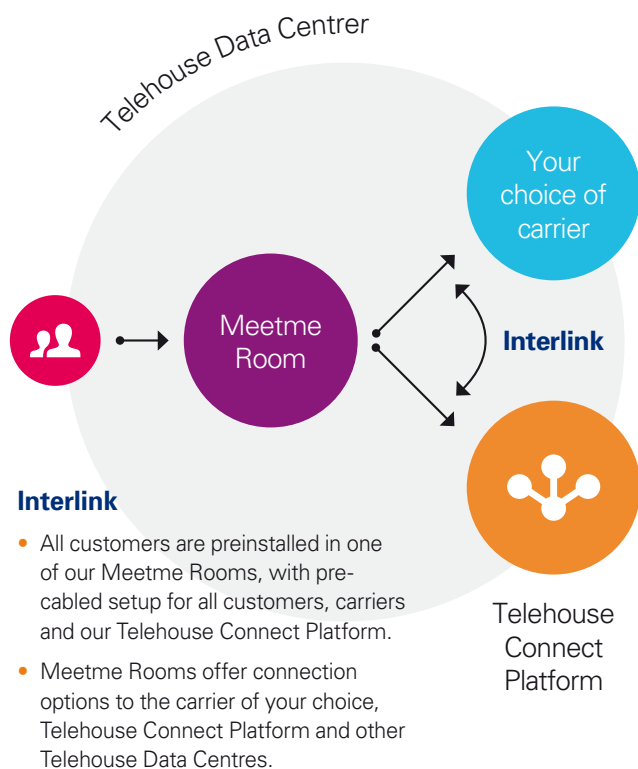 Telehouse Data Centrer
Your
choice of
carrier
Meetme
Room
Interlink
Interlink
• All customers are preinstalled in one
of our Meetme Rooms, with pre-
cabled setup for all customers, carriers
and our Telehouse Connect Platform.
• Meetme Rooms offer connection
options to the carrier of your choice,
Telehouse Connect Platform and other
Telehouse Data Centres.
Telehouse
Connect
Platform